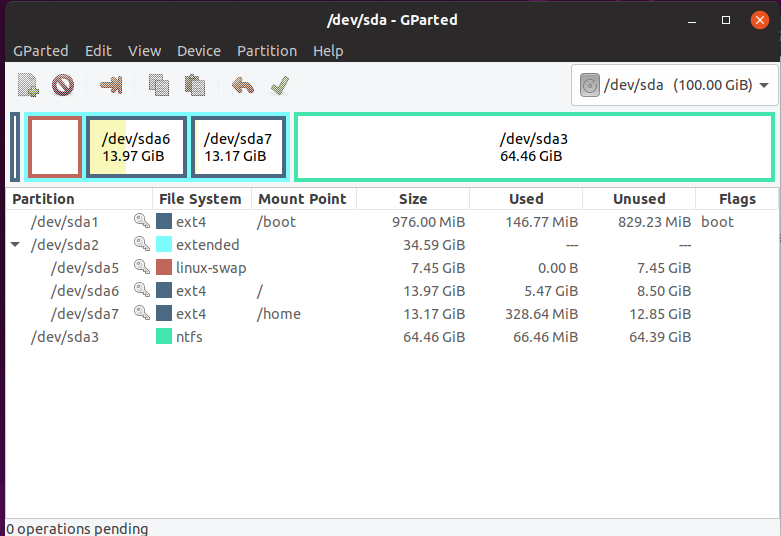 /dev/sda - GParted
GParted Edit View Device Partition Help
/dev/sda (100.00 GiB)
/dev/sda6 /dev/sda7 /dev/sda3
13.97 GiB 13.17 GiB 64.46 GiB
Partition File System Mount Point Size Used Unused Flags
/dev/sda1 ext4 /boot 976.00 MiB 146.77 MiB 829.23 MiB boot
/dev/sda2 extended 34.59 GiB --- ---
/dev/sda5 linux-swap 7.45 GiB 0.00 B 7.45 GiB
/dev/sda6 ext4 / 13.97 GiB 5.47 GiB 8.50 GiB
/dev/sda7 ext4 /home 13.17 GiB 328.64 MiB 12.85 GiB
/dev/sda3 ntfs 64.46 GiB 66.46 MiB 64.39 GiB
0 operations pending